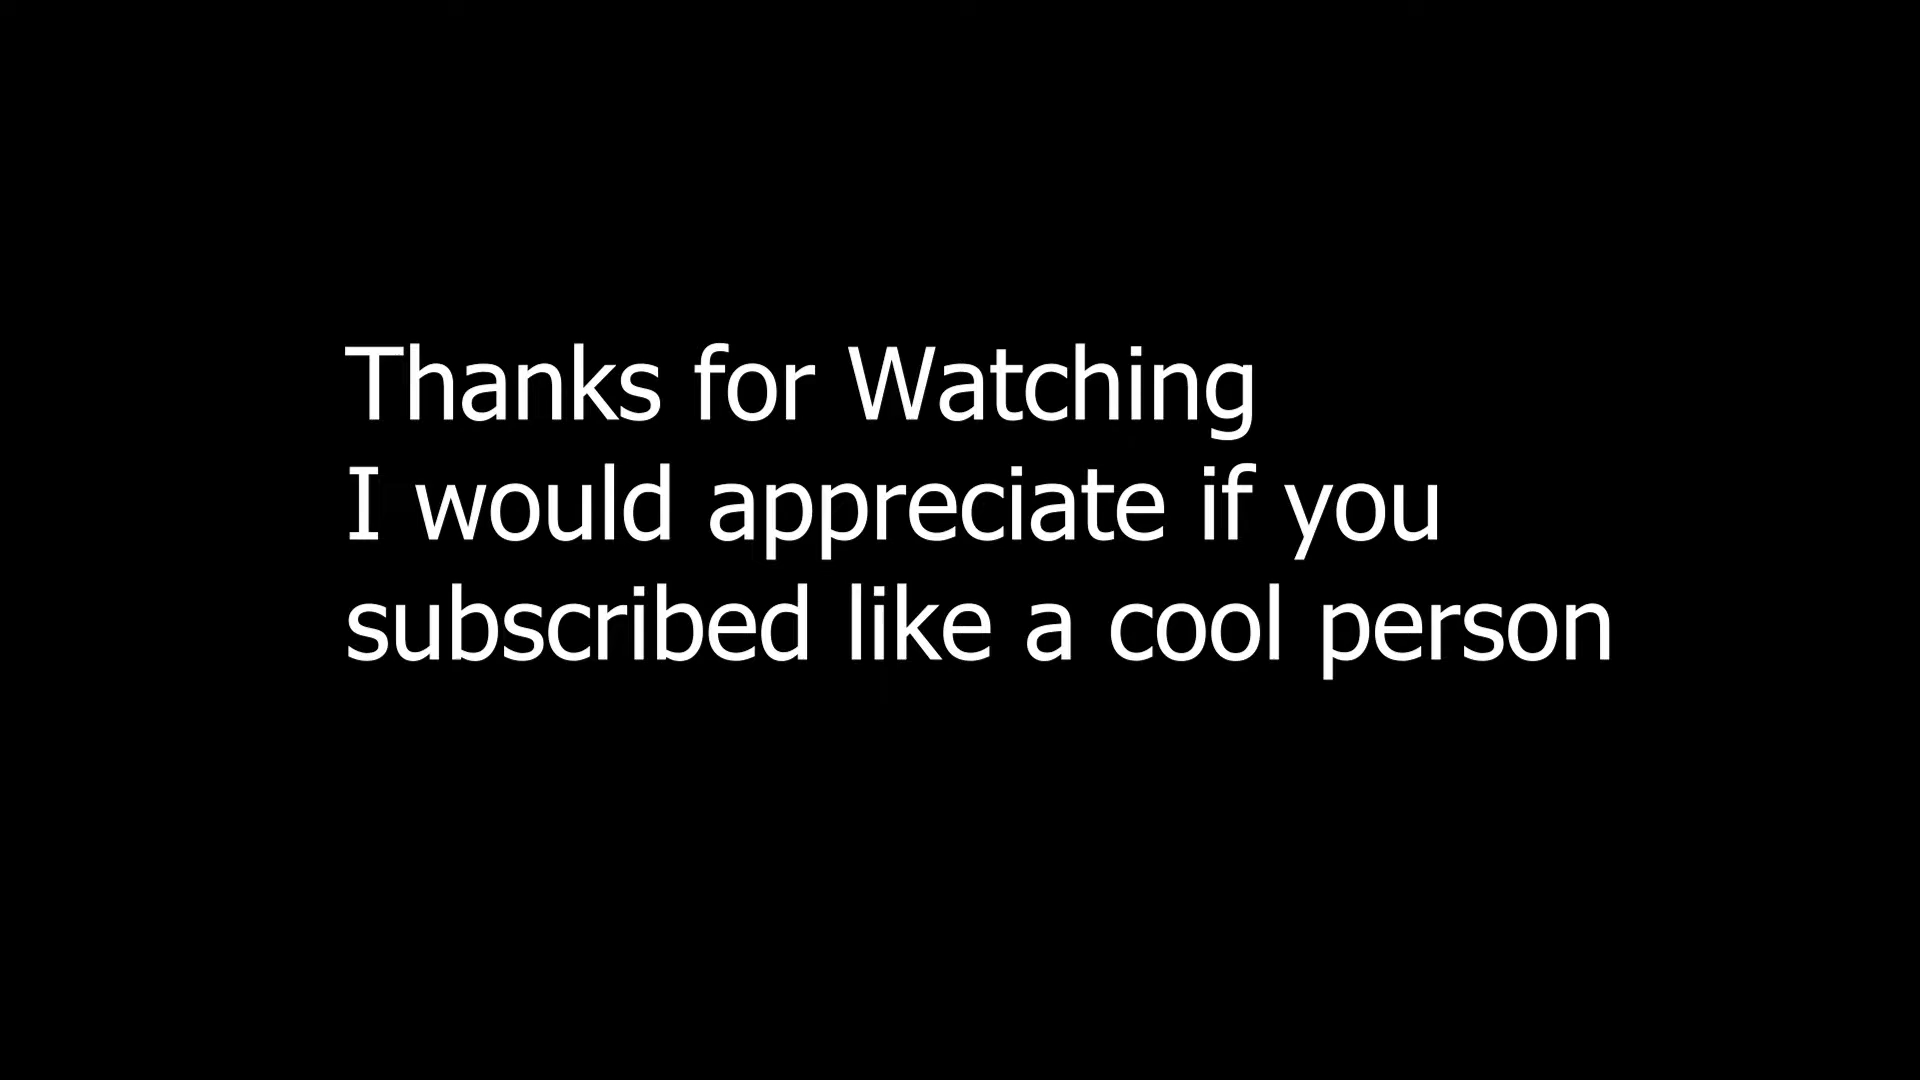 Thanks for Watching
I would appreciate if you
subscribed like a cool person